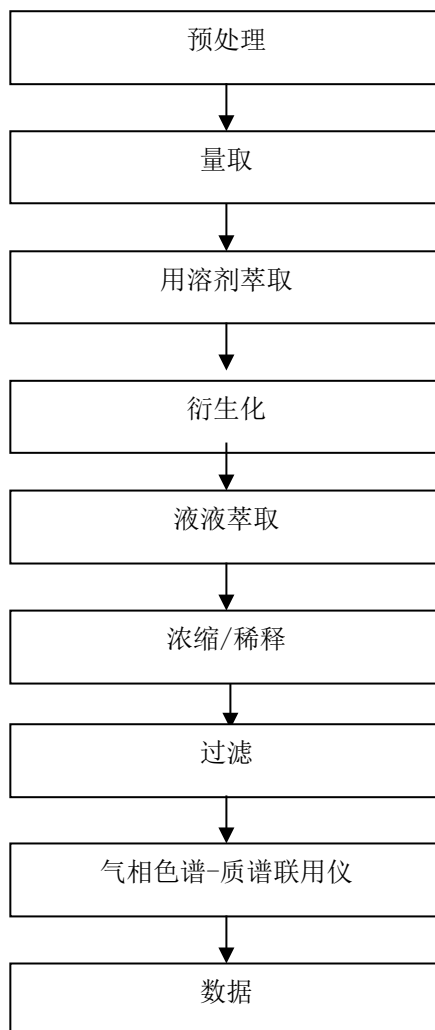 预处理
量取
用溶剂萃取
衍生化
液液萃取
浓缩/稀释
过滤
气相色谱-质谱联用仪
数据